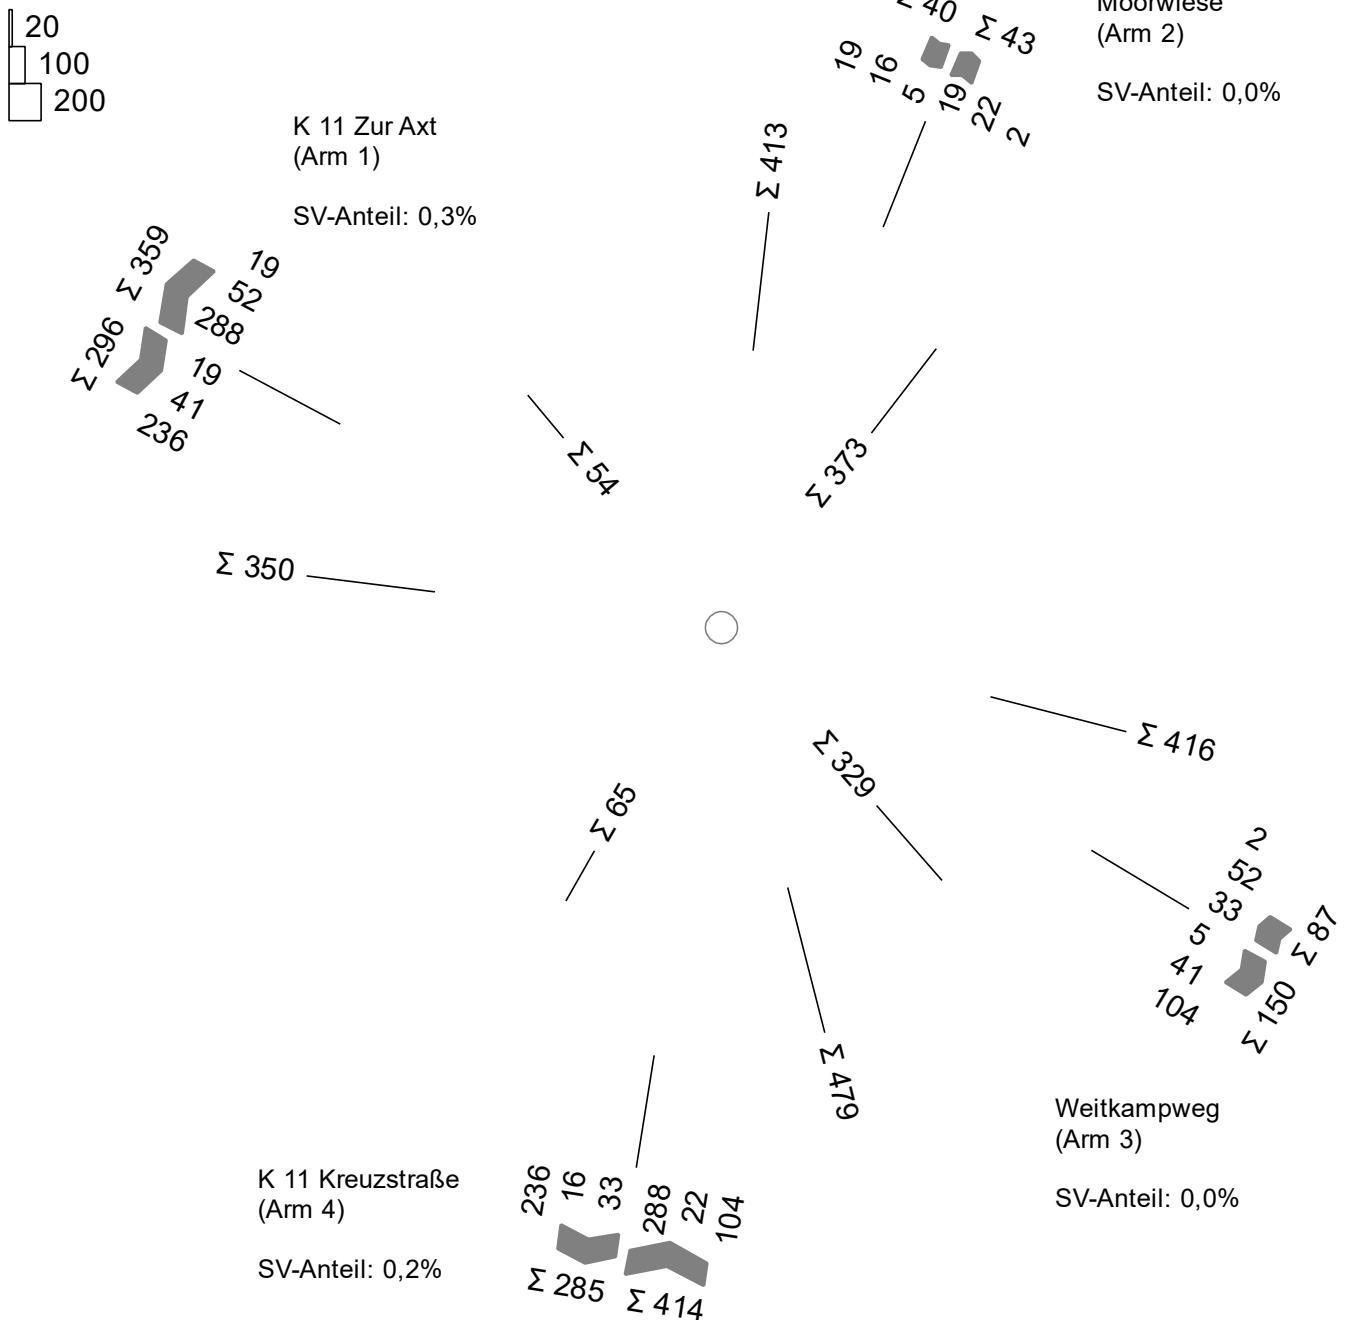 20
100
200
K 11 Zur Axt
(Arm 1)
SV-Anteil: 0,3%
Σ 359
19
52
288
Σ 296
19
41
236
Σ 40
Σ 43
19
16
5
19
22
2
Moorwiese
(Arm 2)
SV-Anteil: 0,0%
Σ 413
Σ 54
Σ 373
Σ 350
Σ 416
Σ 329
Σ 65
Σ 479
2
52
33
Σ 87
5
41
104
Σ 150
Weitkampweg
(Arm 3)
SV-Anteil: 0,0%
K 11 Kreuzstraße
(Arm 4)
SV-Anteil: 0,2%
236
16
33
288
22
104
Σ 285
Σ 414